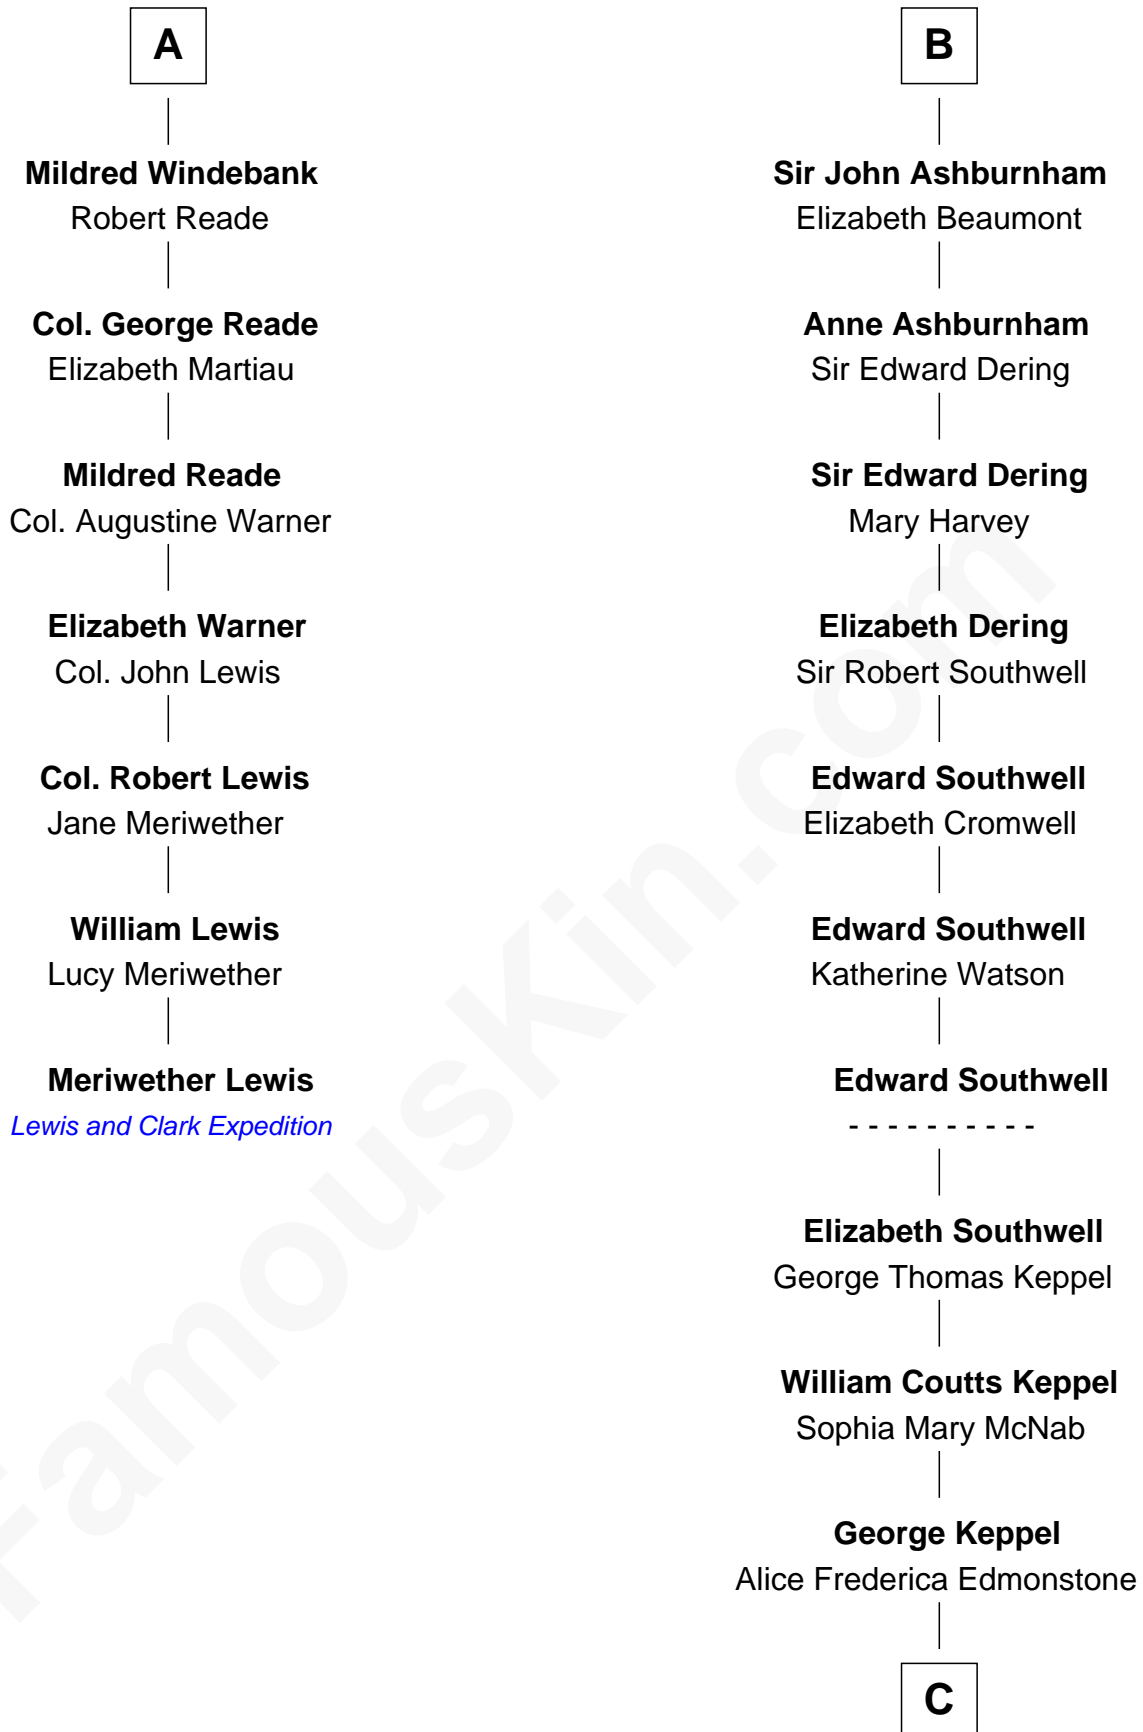 A
Mildred Windebank
Robert Reade
Col. George Reade
Elizabeth Martiau
Mildred Reade
Col. Augustine Warner
Elizabeth Warner
Col. John Lewis
Col. Robert Lewis
Jane Meriwether
William Lewis
Lucy Meriwether
Meriwether Lewis
Lewis and Clark Expedition
B
Sir John Ashburnham
Elizabeth Beaumont
Anne Ashburnham
Sir Edward Dering
Sir Edward Dering
Mary Harvey
Elizabeth Dering
Sir Robert Southwell
Edward Southwell
Elizabeth Cromwell
Edward Southwell
Katherine Watson
Edward Southwell
- - - - - - - - - -
Elizabeth Southwell
George Thomas Keppel
William Coutts Keppel
Sophia Mary McNab
George Keppel
Alice Frederica Edmonstone
C
FamousKin.com